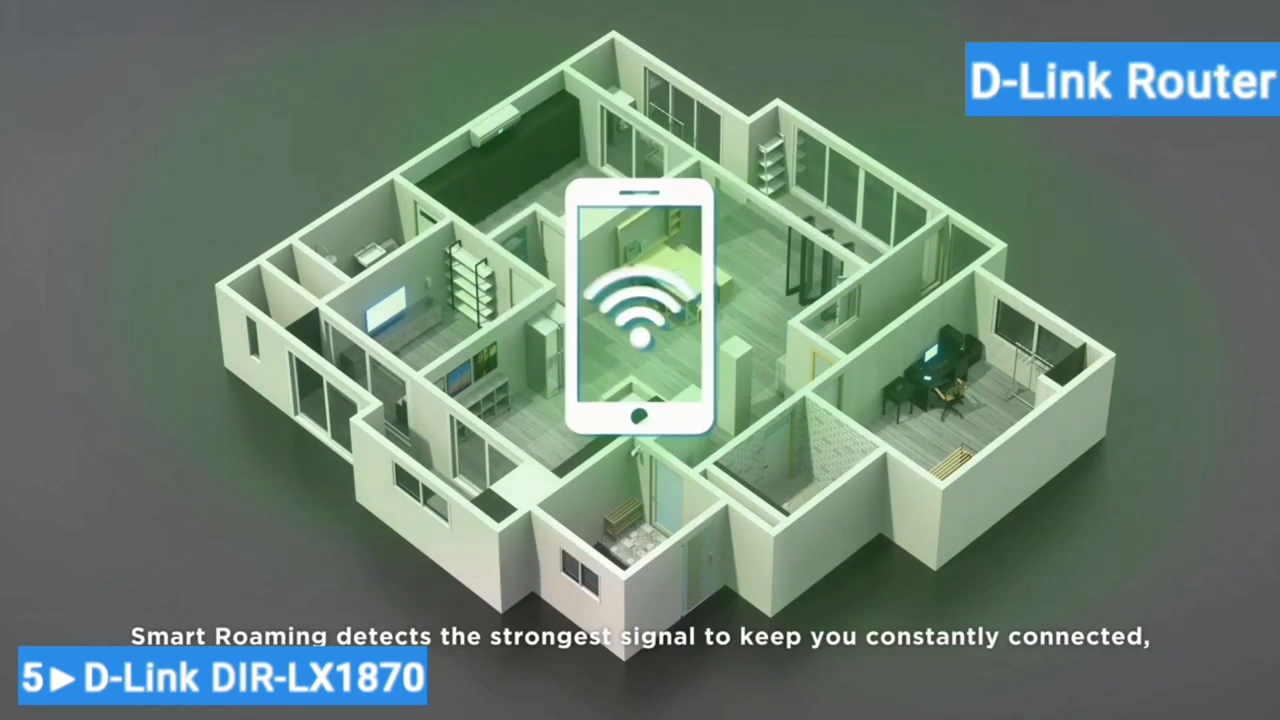 D-Link Router
Smart Roaming detects the strongest signal to keep you constantly connected,
5►D-Link DIR-LX1870